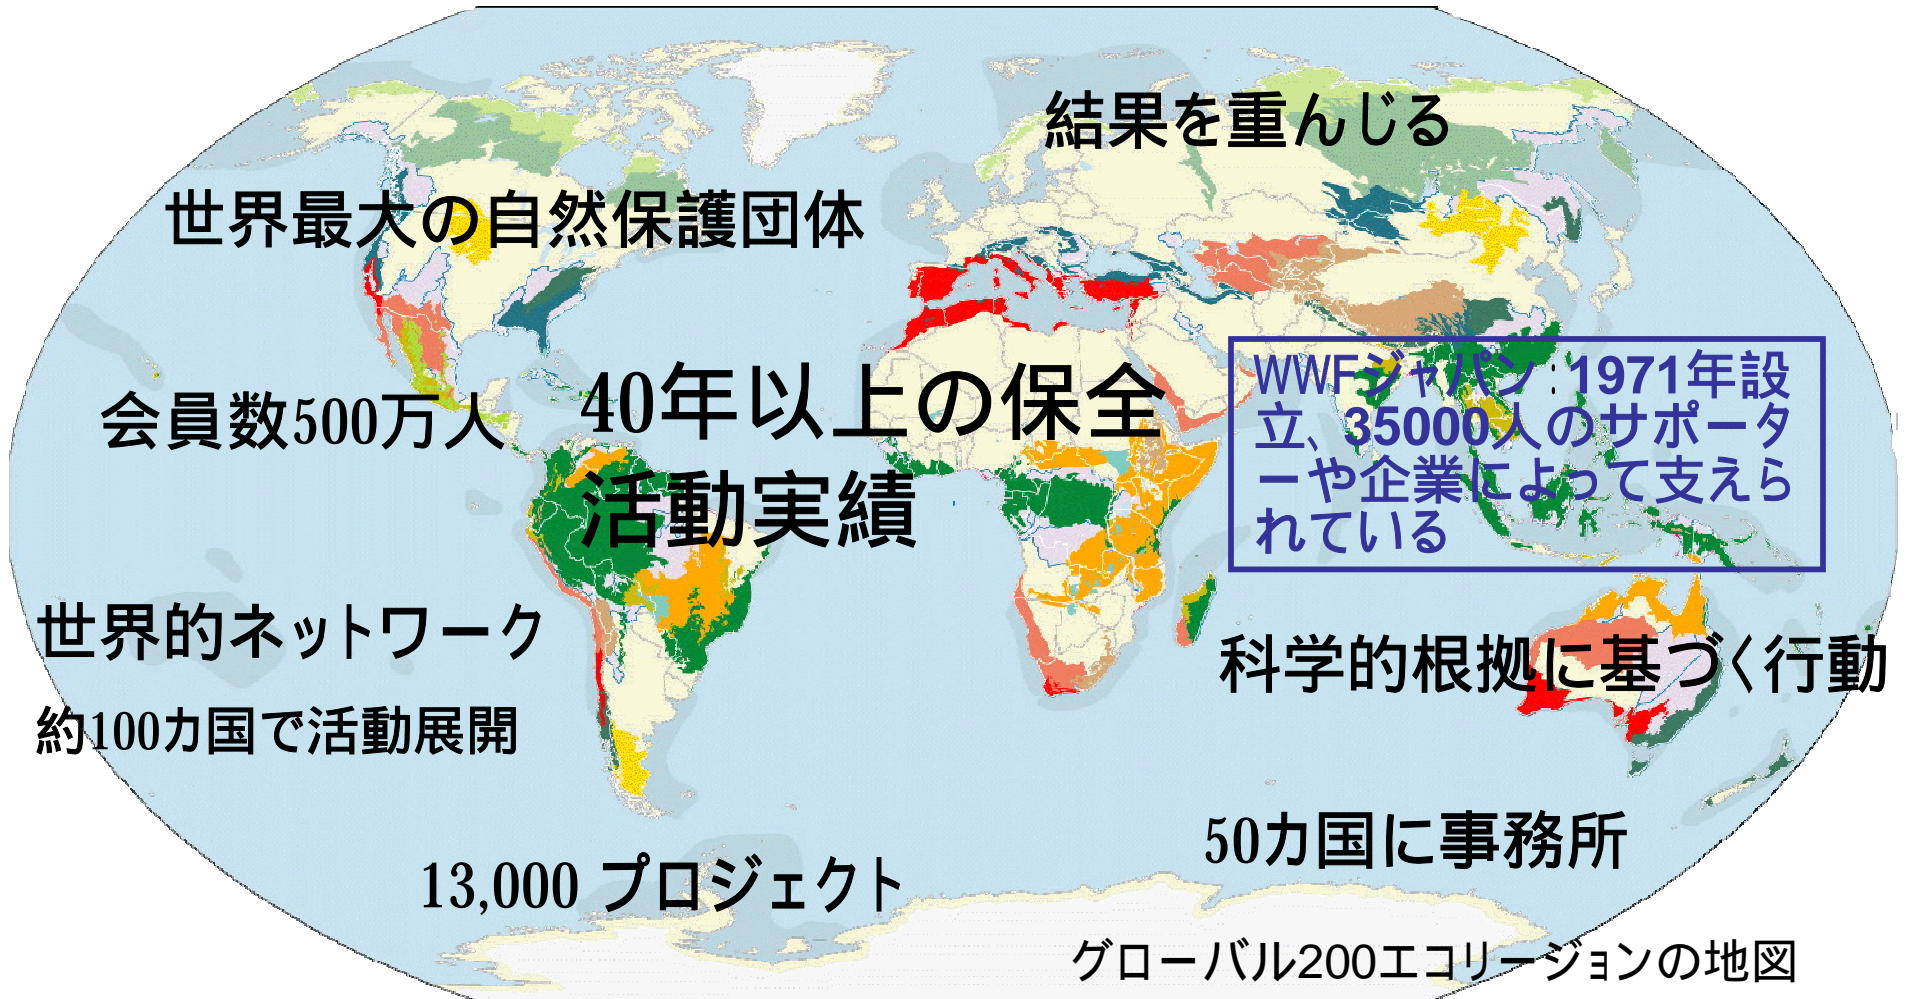 結果を重んじる
世界最大の自然保護団体
40年以上の保全
活動実績
WWFジャパン：1971年設
立、35000人のサポータ
ーや企業によって支えら
れている
会員数500万人
世界的ネットワーク
科学的根拠に基づく行動
約100カ国で活動展開
50カ国に事務所
13,000 プロジェクト
グローバル200エコリージョンの地図